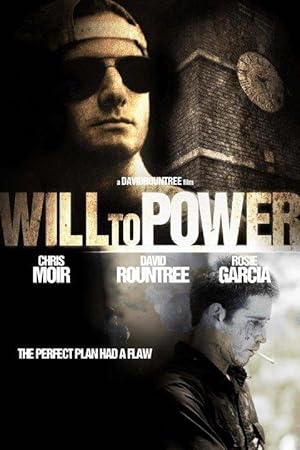 a DAVIDROUNTREE film
WILL TO POWER
CHRIS DAVID ROSIE
MOIR ROUNTREE GARCIA
THE PERFECT PLAN HAD A FLAW